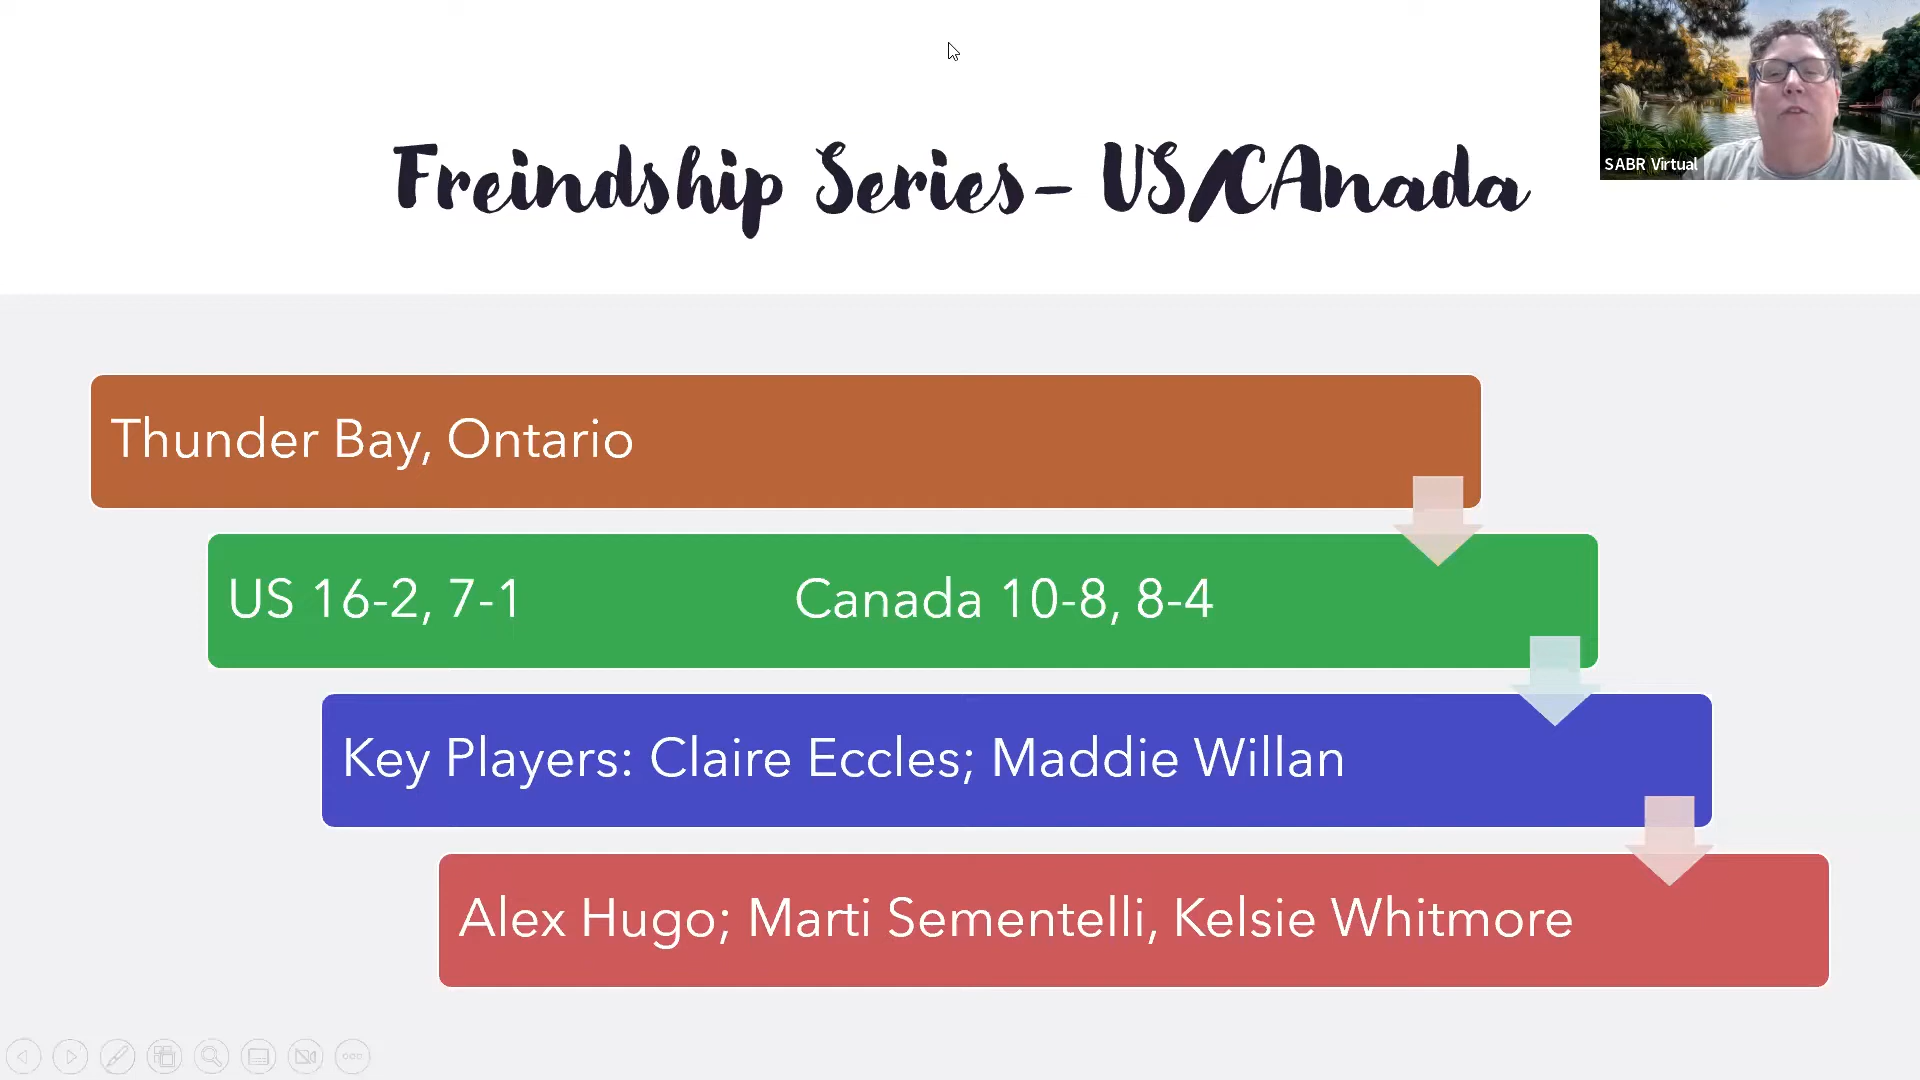 Freindship Series- US/CAnada
SABR Virtual
Thunder Bay, Ontario
US 16-2, 7-1 Canada 10-8, 8-4
Key Players: Claire Eccles; Maddie Willan
Alex Hugo; Marti Sementelli, Kelsie Whitmore